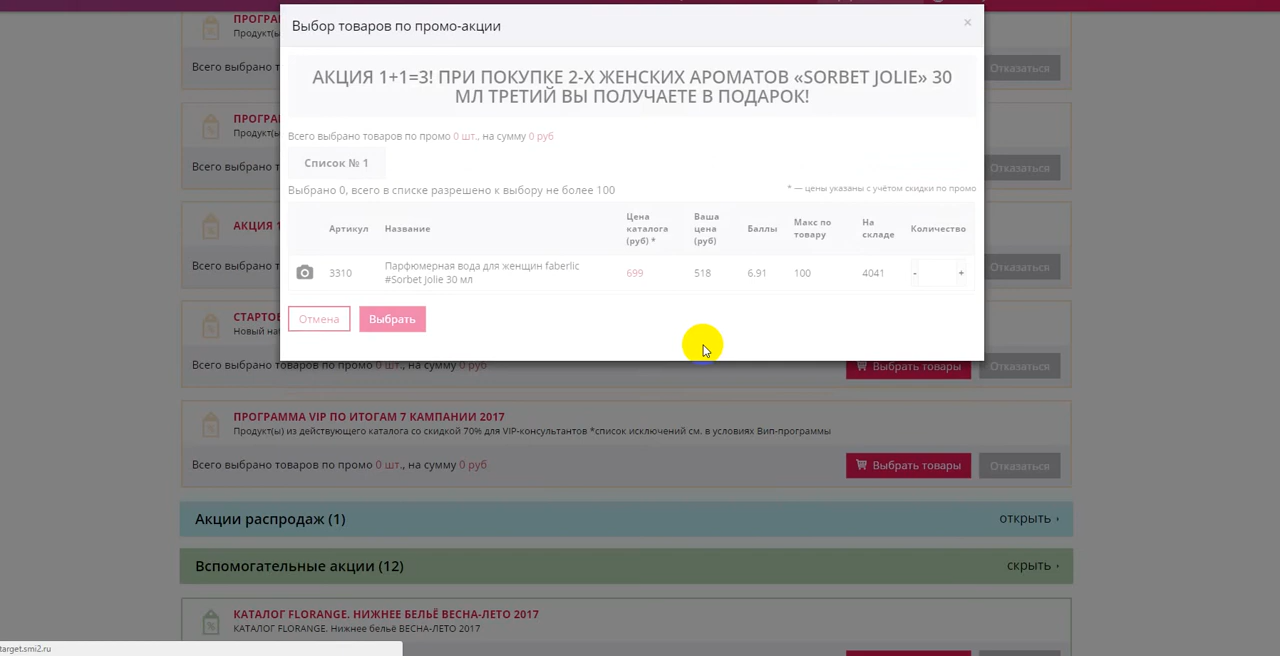 ПРОГРА
Продукт(ы
Всего выбрано т
Отказаться
Выбор товаров по промо-акции
×
АКЦИЯ 1+1=3! ПРИ ПОКУПКЕ 2-Х ЖЕНСКИХ АРОМАТОВ «SORBET JOLIE» 30
МЛ ТРЕТИЙ ВЫ ПОЛУЧАЕТЕ В ПОДАРОК!
ПРОГРА
Продукт(ы
Всего выбрано т
Отказаться
Всего выбрано товаров по промо 0 шт., на сумму 0 руб
Список № 1
Выбрано 0, всего в списке разрешено к выбору не более 100
* — цены указаны с учётом скидки по промо
АКЦИЯ 1
Всего выбрано т
Отказаться
Артикул Название Цена каталога (руб) * Ваша цена (руб) Баллы Макс по товару На складе Количество
3310 Парфюмерная вода для женщин faberlic 699 518 6.91 100 4041 - +
#Sorbet Jolie 30 мл
Отмена Выбрать
СТАРТОВ
Новый на
Всего выбрано товаров по промо 0 шт., на сумму 0 руб
Выбрать товары Отказаться
ПРОГРАММА VIP ПО ИТОГАМ 7 КАМПАНИИ 2017
Продукт(ы) из действующего каталога со скидкой 70% для VIP-консультантов *список исключений см. в условиях Вип-программы
Всего выбрано товаров по промо 0 шт., на сумму 0 руб
Выбрать товары Отказаться
Акции распродаж (1) открыть ›
Вспомогательные акции (12) скрыть ›
КАТАЛОГ FLORANGE. НИЖНЕЕ БЕЛЬЁ ВЕСНА-ЛЕТО 2017
КАТАЛОГ FLORANGE. Нижнее бельё ВЕСНА-ЛЕТО 2017
target.smi2.ru